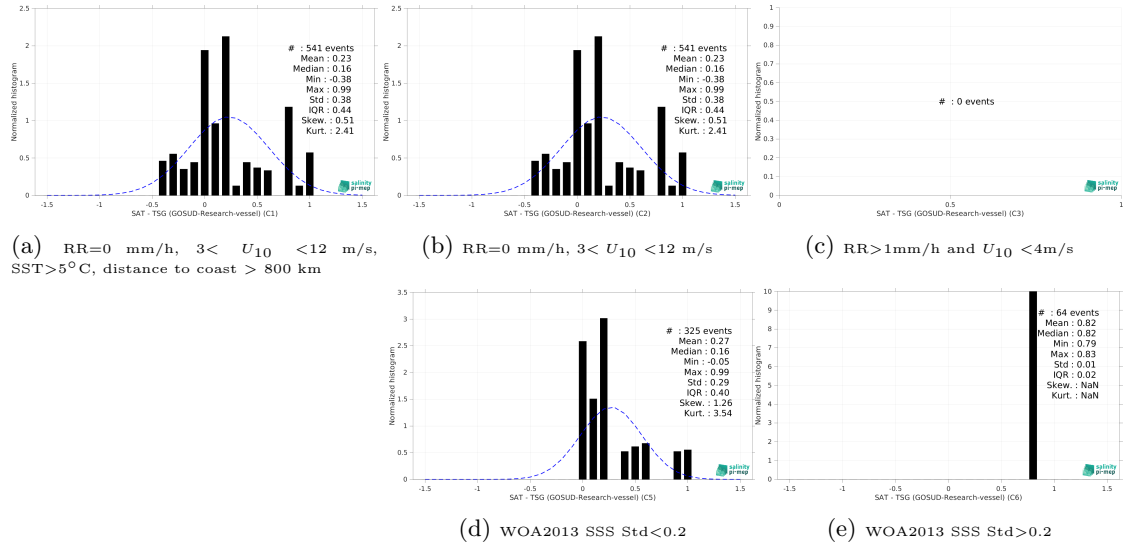 2.5
2
1.5
1
0.5
0
Normalized histogram
# : 541 events
Mean : 0.23
Median : 0.16
Min : -0.38
Max : 0.99
Std : 0.38
IQR : 0.44
Skew. : 0.51
Kurt. : 2.41
salinity
pi-mep
-1.5 -1 -0.5 0 0.5 1 1.5
SAT - TSG (GOSUD-Research-vessel) (C1)
(a) RR=0 mm/h, 3< U10 <12 m/s,
SST>5°C, distance to coast > 800 km
2.5
2
1.5
1
0.5
0
Normalized histogram
# : 541 events
Mean : 0.23
Median : 0.16
Min : -0.38
Max : 0.99
Std : 0.38
IQR : 0.44
Skew. : 0.51
Kurt. : 2.41
salinity
pi-mep
-1.5 -1 -0.5 0 0.5 1 1.5
SAT - TSG (GOSUD-Research-vessel) (C2)
(b) RR=0 mm/h, 3< U10 <12 m/s
1
0.9
0.8
0.7
0.6
0.5
0.4
0.3
0.2
0.1
0
Normalized histogram
# : 0 events
salinity
pi-mep
0 0.5 1
SAT - TSG (GOSUD-Research-vessel) (C3)
(c) RR>1mm/h and U10 <4m/s
3.5
3
2.5
2
1.5
1
0.5
0
Normalized histogram
# : 325 events
Mean : 0.27
Median : 0.16
Min : -0.05
Max : 0.99
Std : 0.29
IQR : 0.40
Skew. : 1.26
Kurt. : 3.54
salinity
pi-mep
-1.5 -1 -0.5 0 0.5 1 1.5
SAT - TSG (GOSUD-Research-vessel) (C5)
(d) WOA2013 SSS Std<0.2
10
9
8
7
6
5
4
3
2
1
0
Normalized histogram
# : 64 events
Mean : 0.82
Median : 0.82
Min : 0.79
Max : 0.83
Std : 0.01
IQR : 0.02
Skew. : NaN
Kurt. : NaN
salinity
pi-mep
-1.5 -1 -0.5 0 0.5 1 1.5
SAT - TSG (GOSUD-Research-vessel) (C6)
(e) WOA2013 SSS Std>0.2